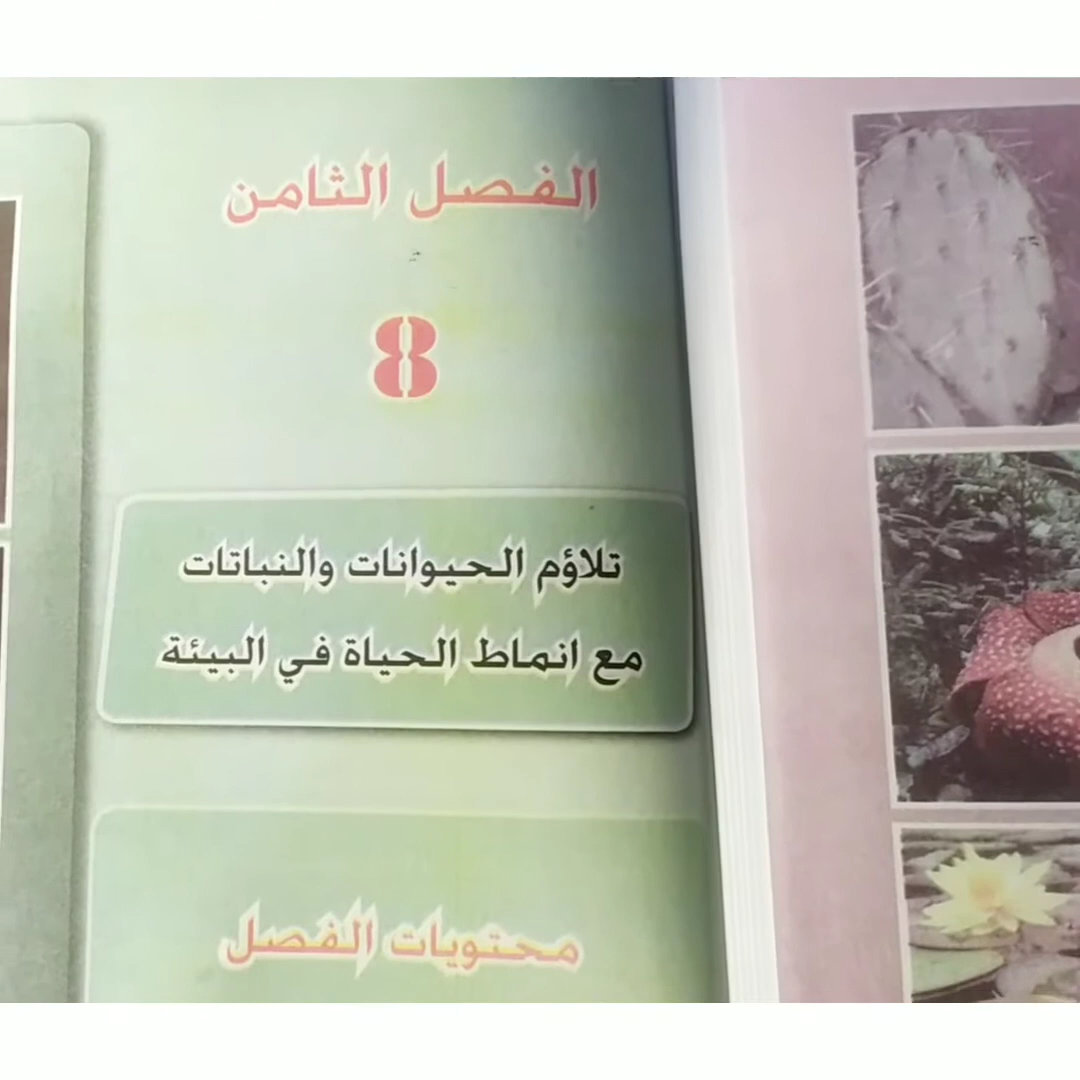 الفصل الثامن
8
تلاؤم الحيوانات والنباتات
مع انماط الحياة في البيئة
محتويات الفصل